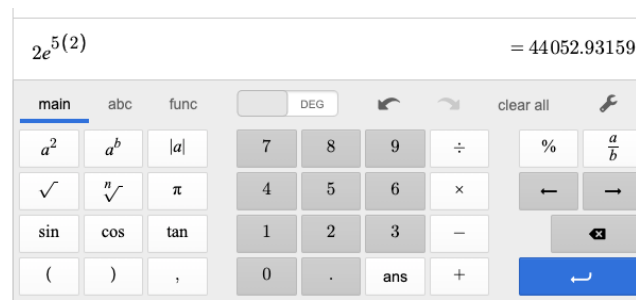 2e^{5(2)} = 44052.93159
main abc func DEG clear all
a^2 a^b |a| 7 8 9 ÷ % a/b
√ ⁿ√ π 4 5 6 × ← →
sin cos tan 1 2 3 −
( ) , 0 . ans +